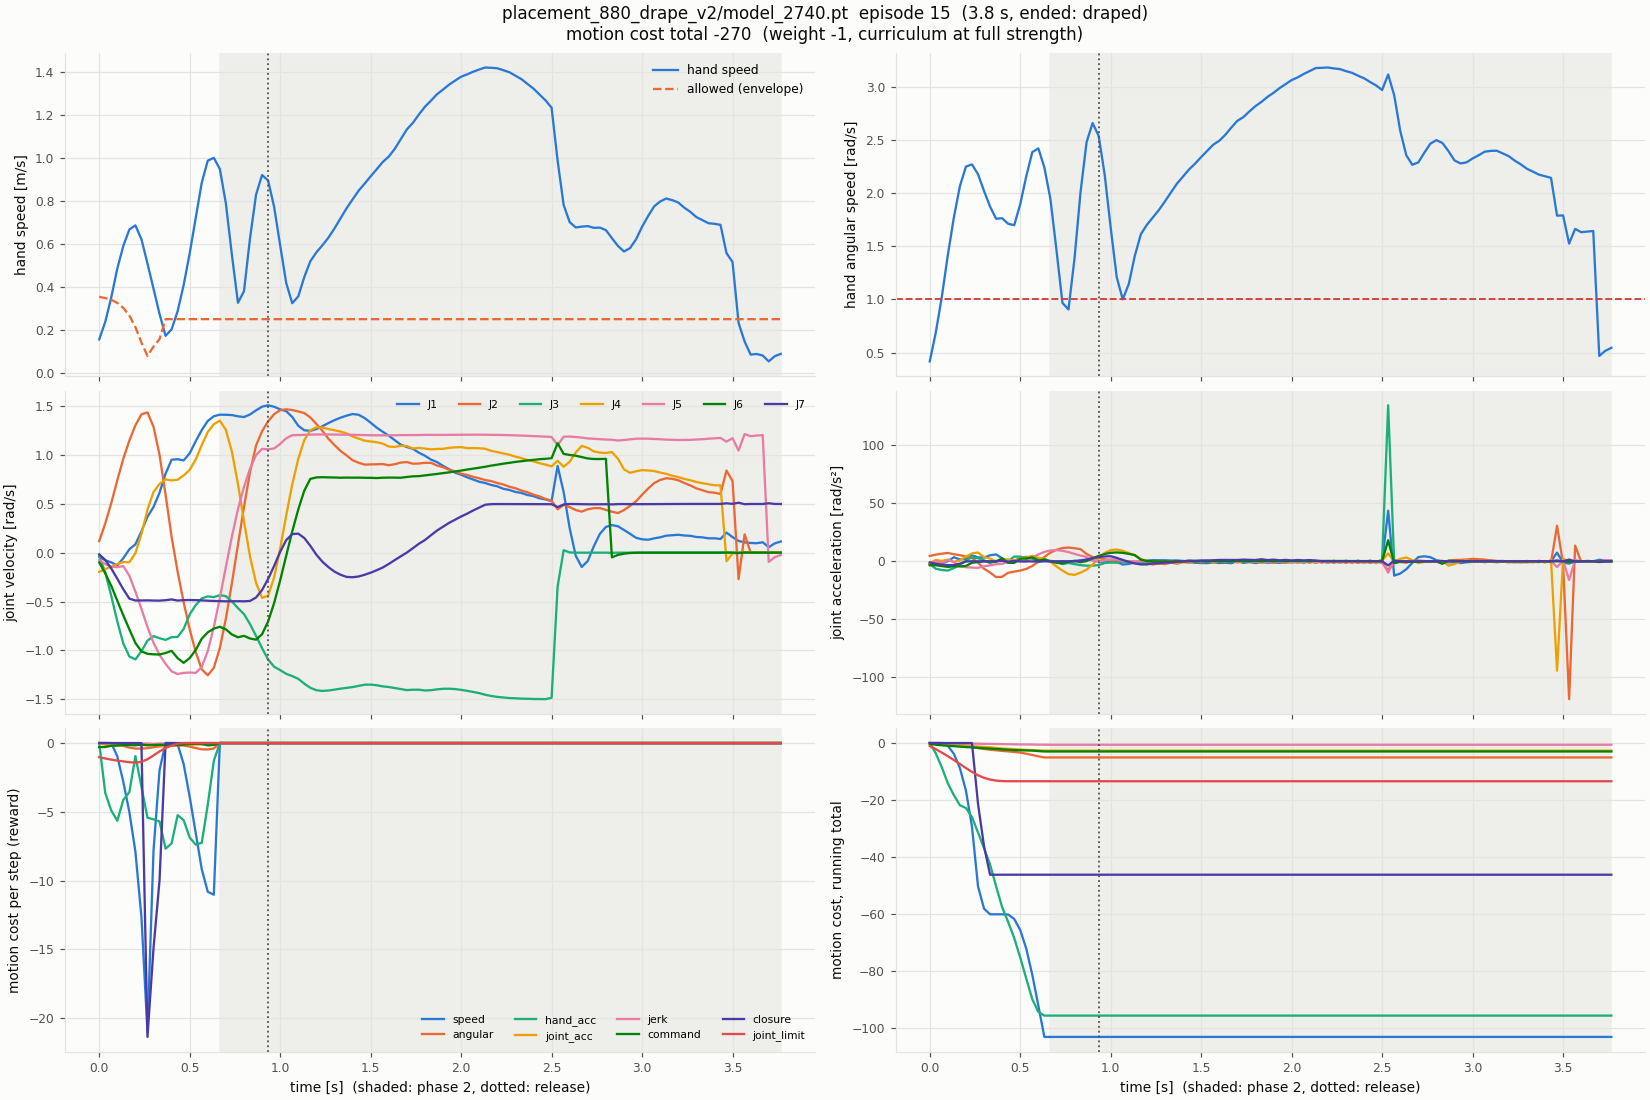 placement_880_drape_v2/model_2740.pt  episode 15  (3.8 s, ended: draped)
motion cost total -270  (weight -1, curriculum at full strength)
hand speed [m/s]
1.4
1.2
1.0
0.8
0.6
0.4
0.2
0.0
hand speed
allowed (envelope)
hand angular speed [rad/s]
3.0
2.5
2.0
1.5
1.0
0.5
joint velocity [rad/s]
1.5
1.0
0.5
0.0
−0.5
−1.0
−1.5
J1 J2 J3 J4 J5 J6 J7
joint acceleration [rad/s²]
100
50
0
−50
−100
motion cost per step (reward)
0
−5
−10
−15
−20
speed hand_acc jerk closure
angular joint_acc command joint_limit
0.0 0.5 1.0 1.5 2.0 2.5 3.0 3.5
time [s]  (shaded: phase 2, dotted: release)
motion cost, running total
0
−20
−40
−60
−80
−100
0.0 0.5 1.0 1.5 2.0 2.5 3.0 3.5
time [s]  (shaded: phase 2, dotted: release)